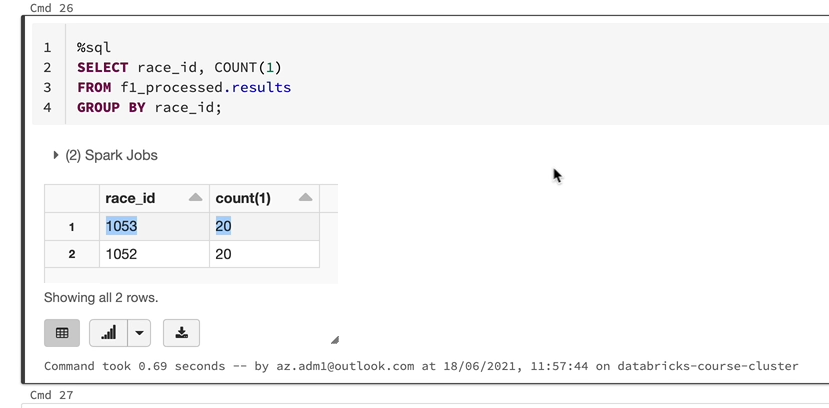 Cmd 26
1 %sql
2 SELECT race_id, COUNT(1)
3 FROM f1_processed.results
4 GROUP BY race_id;
(2) Spark Jobs
race_id count(1)
1 1053 20
2 1052 20
Showing all 2 rows.
Command took 0.69 seconds -- by az.adm1@outlook.com at 18/06/2021, 11:57:44 on databricks-course-cluster
Cmd 27